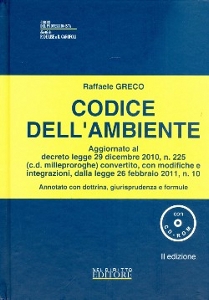 Raffaele GRECO
CODICE
DELL'AMBIENTE
Aggiornato al
decreto legge 29 dicembre 2010, n. 225
(c.d. milleproroghe) convertito, con modifiche e
integrazioni, dalla legge 26 febbraio 2011, n. 10
Annotato con dottrina, giurisprudenza e formule
con
CD-ROM
II edizione
NELDIRITTO
EDITORE